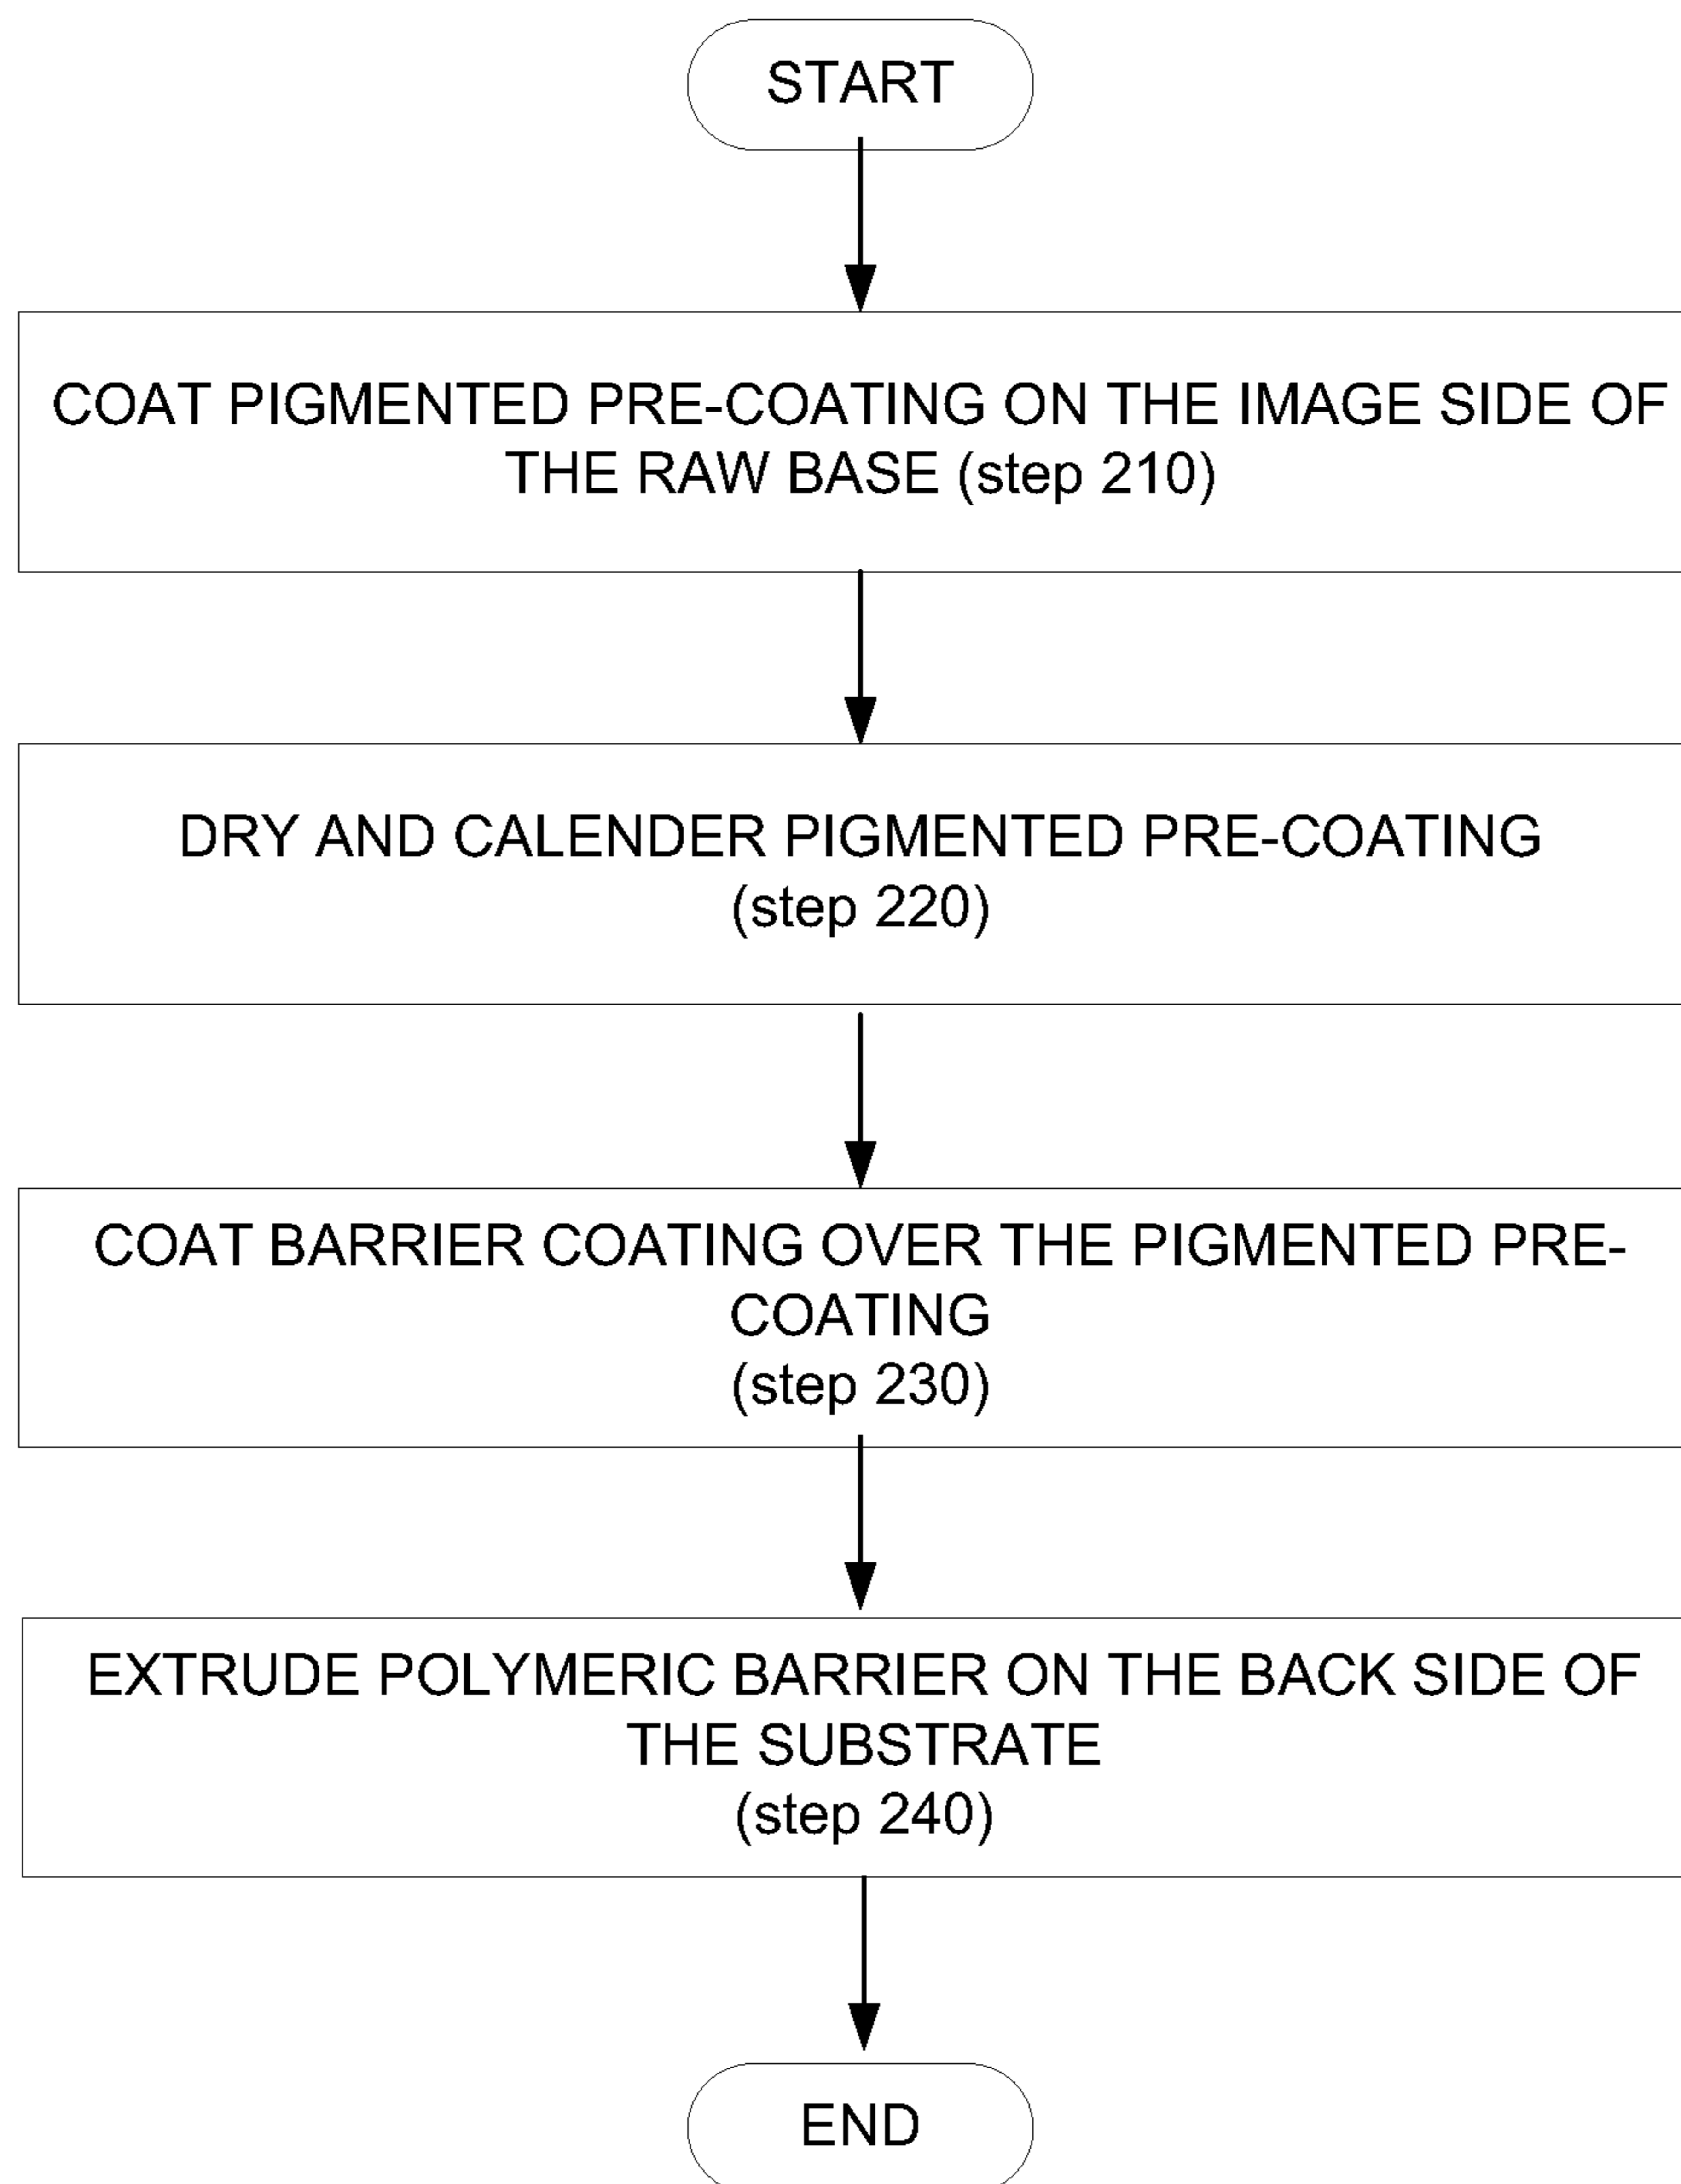 START
COAT PIGMENTED PRE-COATING ON THE IMAGE SIDE OF
THE RAW BASE (step 210)
DRY AND CALENDER PIGMENTED PRE-COATING
(step 220)
COAT BARRIER COATING OVER THE PIGMENTED PRE-
COATING
(step 230)
EXTRUDE POLYMERIC BARRIER ON THE BACK SIDE OF
THE SUBSTRATE
(step 240)
END